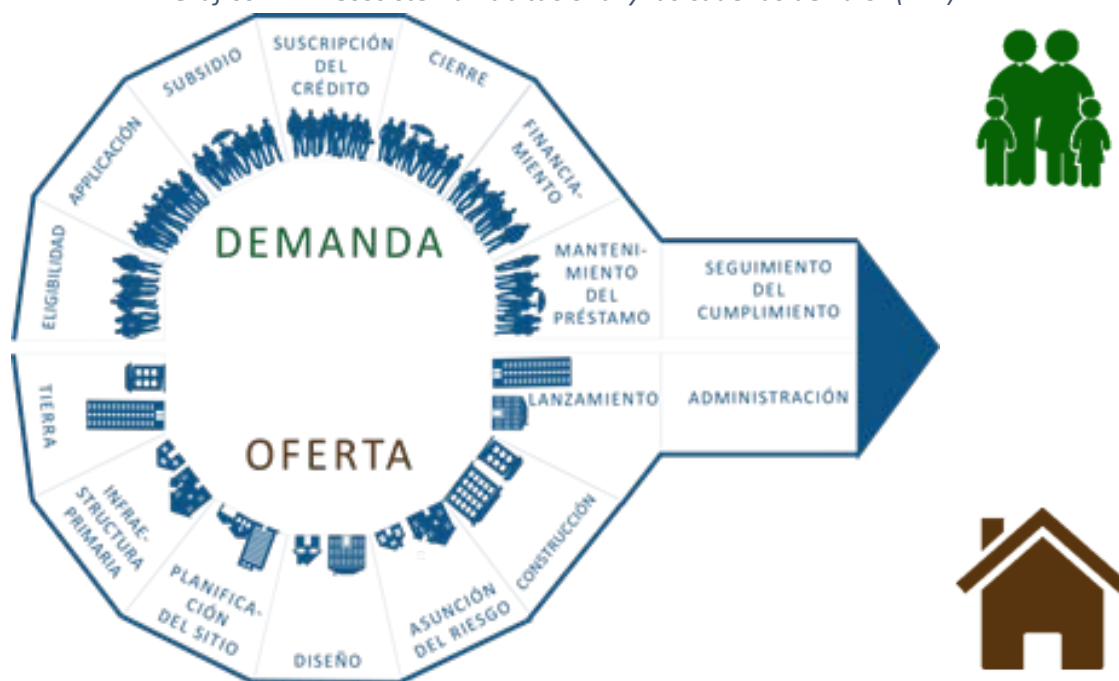 ELIGIBILIDAD
APPLICACIÓN
SUBSIDIO
SUSCRIPCIÓN
DEL
CRÉDITO
CIERRE
FINANCIA-
MIENTO
MANTENI-
MIENTO
DEL
PRÉSTAMO
SEGUIMIENTO
DEL
CUMPLIMIENTO
DEMANDA
OFERTA
TIERRA
INFRAE-
STRUCTURA
PRIMARIA
PLANIFICA-
CIÓN
DEL SITIO
DISEÑO
ASUNCIÓN
DEL RIESGO
CONSTRUCCIÓN
LANZAMIENTO
ADMINISTRACIÓN